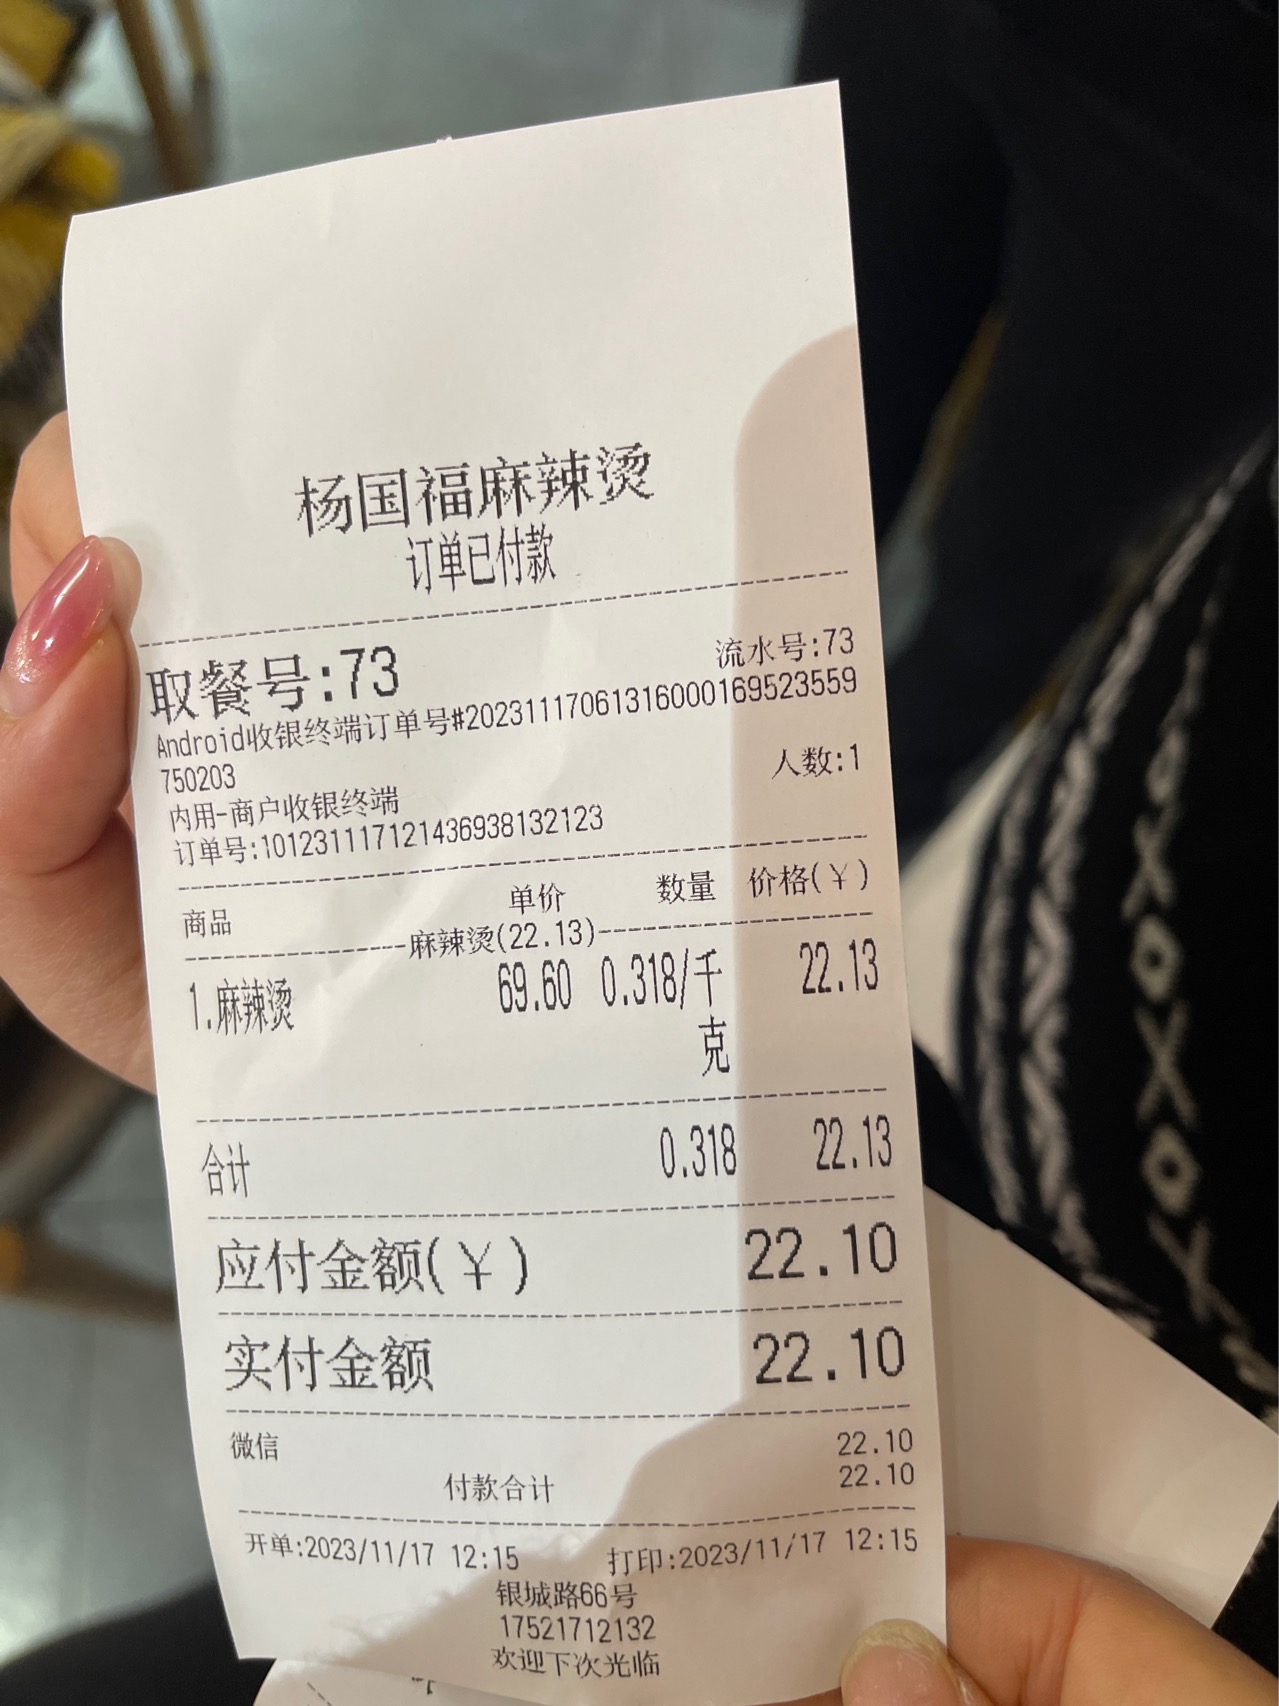 杨国福麻辣烫
订单已付款
取餐号:73 流水号:73
Android收银终端订单号#20231117061316000169523559
750203 人数:1
内用-商户收银终端
订单号:101231117121436938132123
商品 单价 数量 价格(¥)
麻辣烫(22.13)
1.麻辣烫 69.60 0.318/千 22.13
克
合计 0.318 22.13
应付金额(¥) 22.10
实付金额 22.10
微信 22.10
付款合计 22.10
开单:2023/11/17 12:15 打印:2023/11/17 12:15
银城路66号
17521712132
欢迎下次光临